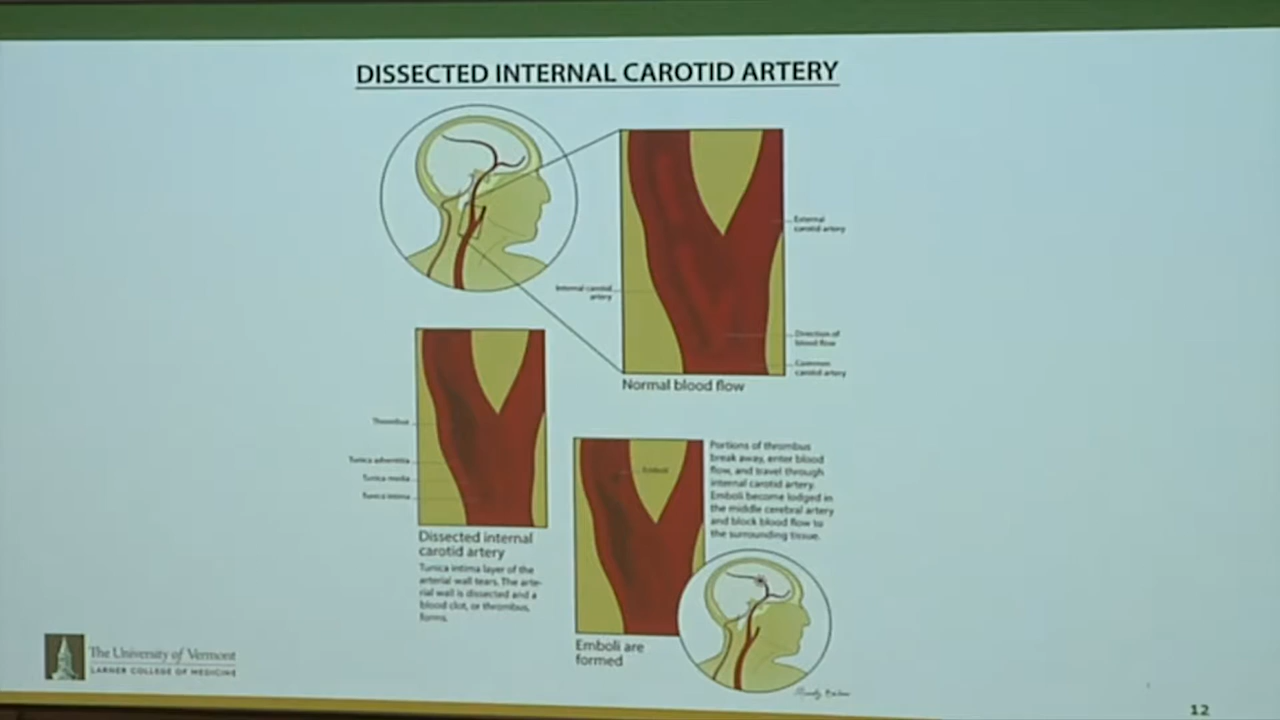 DISSECTED INTERNAL CAROTID ARTERY
External
carotid artery
Internal carotid
artery
Direction of
blood flow
Common
carotid artery
Normal blood flow
Thrombus
Tunica adventitia
Tunica media
Tunica intima
Dissected internal
carotid artery
Tunica intima layer of the
arterial wall tears. The arte-
rial wall is dissected and a
blood clot, or thrombus,
forms.
Emboli
Portions of thrombus
break away, enter blood
flow, and travel through
internal carotid artery.
Emboli become lodged in
the middle cerebral artery
and block blood flow to
the surrounding tissue.
Emboli are
formed
The University of Vermont
LARNER COLLEGE OF MEDICINE
12